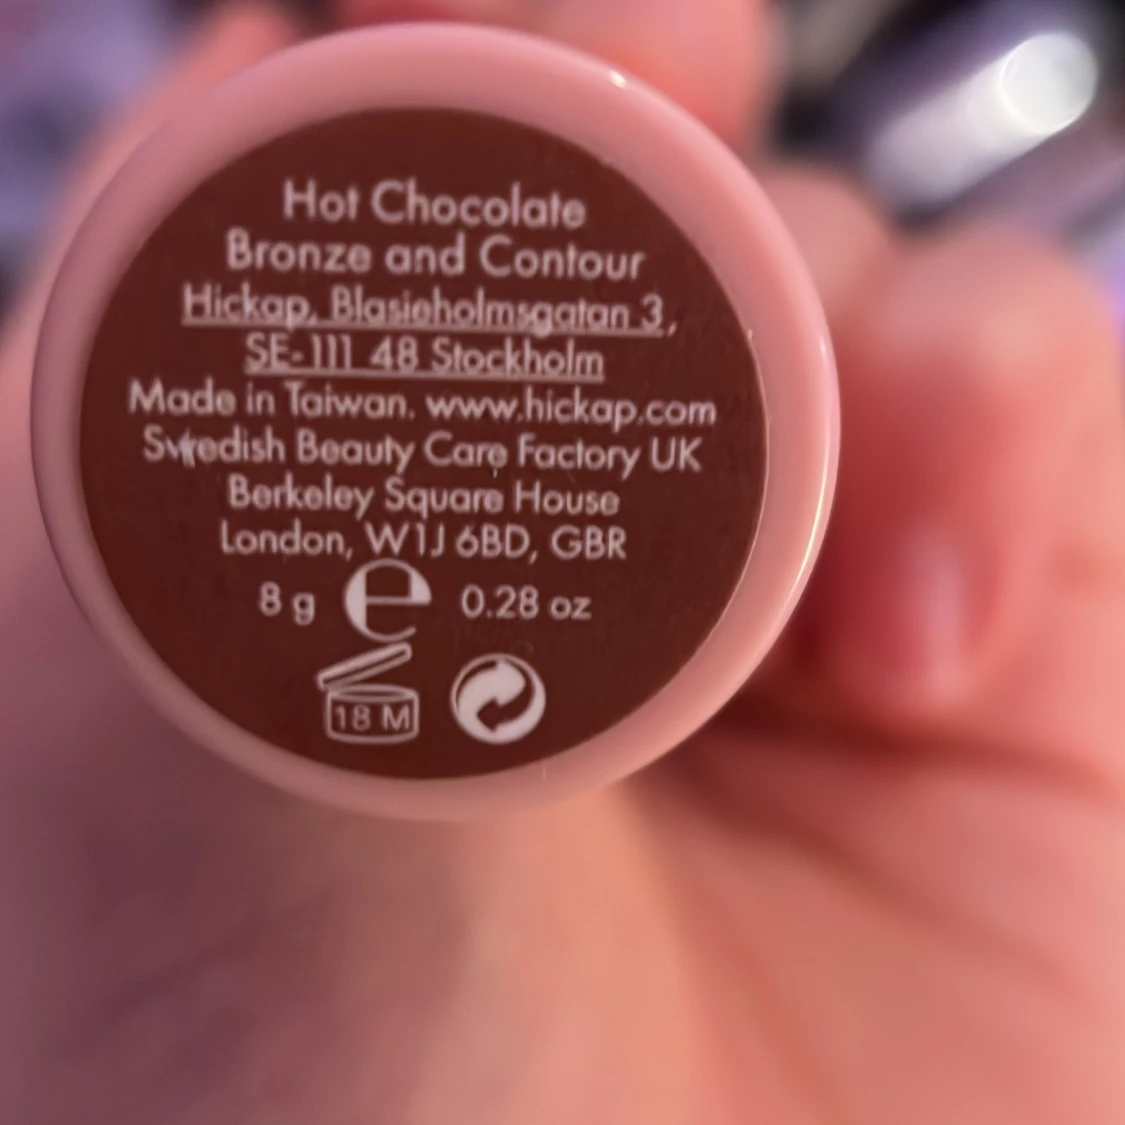 Hot Chocolate
Bronze and Contour
Hickap, Blasieholmsgatan 3,
SE-111 48 Stockholm
Made in Taiwan. www.hickap.com
Swedish Beauty Care Factory UK
Berkeley Square House
London, W1J 6BD, GBR
8 g e 0.28 oz
18 M